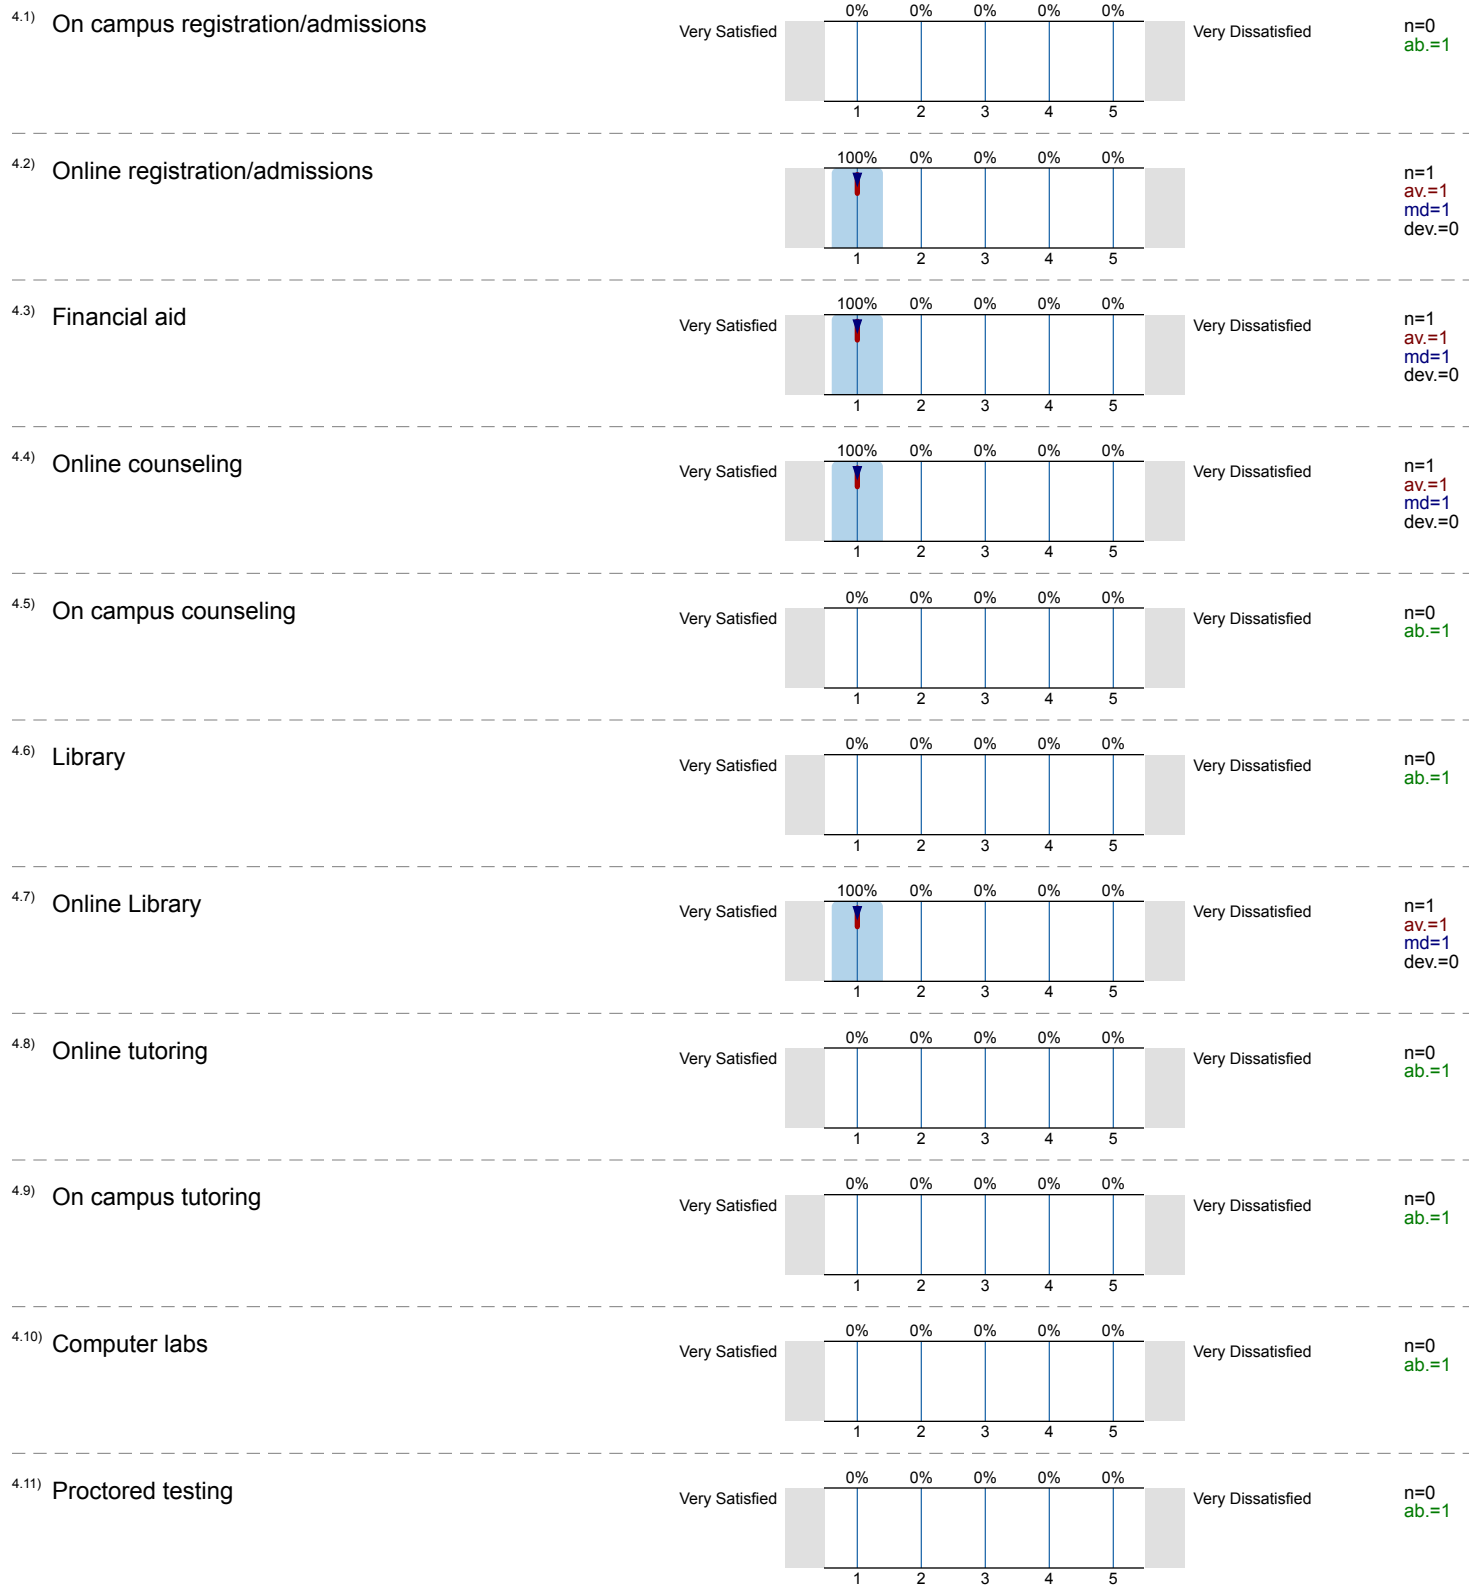 4.1) On campus registration/admissions
0% 0% 0% 0% 0%
Very Satisfied Very Dissatisfied n=0
ab.=1
1 2 3 4 5
4.2) Online registration/admissions
100% 0% 0% 0% 0%
n=1
av.=1
md=1
dev.=0
1 2 3 4 5
4.3) Financial aid
100% 0% 0% 0% 0%
Very Satisfied Very Dissatisfied n=1
av.=1
md=1
dev.=0
1 2 3 4 5
4.4) Online counseling
100% 0% 0% 0% 0%
Very Satisfied Very Dissatisfied n=1
av.=1
md=1
dev.=0
1 2 3 4 5
4.5) On campus counseling
0% 0% 0% 0% 0%
Very Satisfied Very Dissatisfied n=0
ab.=1
1 2 3 4 5
4.6) Library
0% 0% 0% 0% 0%
Very Satisfied Very Dissatisfied n=0
ab.=1
1 2 3 4 5
4.7) Online Library
100% 0% 0% 0% 0%
Very Satisfied Very Dissatisfied n=1
av.=1
md=1
dev.=0
1 2 3 4 5
4.8) Online tutoring
0% 0% 0% 0% 0%
Very Satisfied Very Dissatisfied n=0
ab.=1
1 2 3 4 5
4.9) On campus tutoring
0% 0% 0% 0% 0%
Very Satisfied Very Dissatisfied n=0
ab.=1
1 2 3 4 5
4.10) Computer labs
0% 0% 0% 0% 0%
Very Satisfied Very Dissatisfied n=0
ab.=1
1 2 3 4 5
4.11) Proctored testing
0% 0% 0% 0% 0%
Very Satisfied Very Dissatisfied n=0
ab.=1
1 2 3 4 5